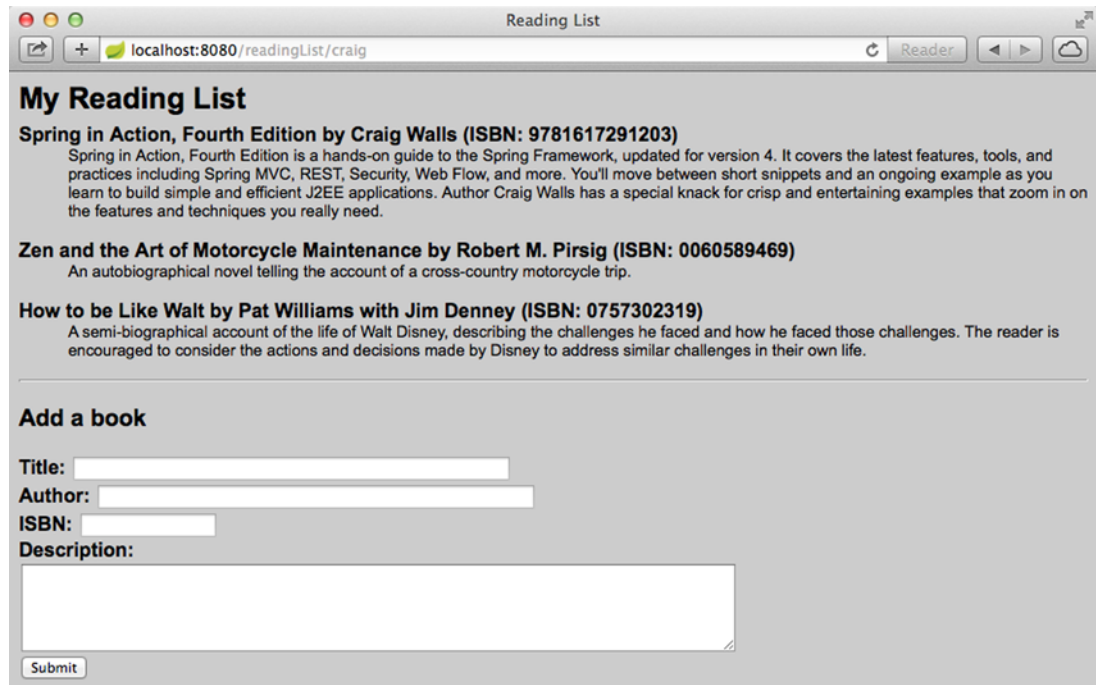 Reading List
localhost:8080/readingList/craig
Reader
My Reading List
Spring in Action, Fourth Edition by Craig Walls (ISBN: 9781617291203)
Spring in Action, Fourth Edition is a hands-on guide to the Spring Framework, updated for version 4. It covers the latest features, tools, and
practices including Spring MVC, REST, Security, Web Flow, and more. You'll move between short snippets and an ongoing example as you
learn to build simple and efficient J2EE applications. Author Craig Walls has a special knack for crisp and entertaining examples that zoom in on
the features and techniques you really need.
Zen and the Art of Motorcycle Maintenance by Robert M. Pirsig (ISBN: 0060589469)
An autobiographical novel telling the account of a cross-country motorcycle trip.
How to be Like Walt by Pat Williams with Jim Denney (ISBN: 0757302319)
A semi-biographical account of the life of Walt Disney, describing the challenges he faced and how he faced those challenges. The reader is
encouraged to consider the actions and decisions made by Disney to address similar challenges in their own life.
Add a book
Title:
Author:
ISBN:
Description:
Submit